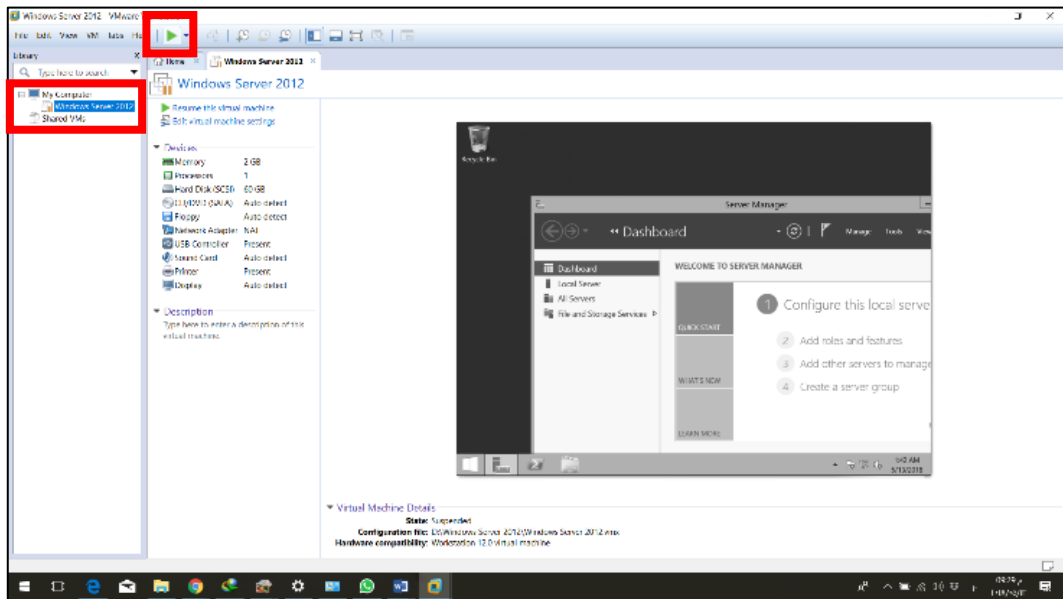 Windows Server 2012 VMware
File Edit View VM Tabs He
Library
Home
Windows Server 2012
Type here to search
Windows Server 2012
My Computer
Windows Server 2012
Shared VMs
Resume this virtual machine
Edit virtual machine settings
Devices
Memory 2 GB
Processors 1
Hard Disk (SCSI) 60 GB
CD/DVD (SATA) Auto detect
Floppy Auto detect
Network Adapter NAT
USB Controller Present
Sound Card Auto detect
Printer Present
Display Auto detect
Description
Type here to enter a description of this
virtual machine.
Recycle Bin
Server Manager
Dashboard
Manage Tools View
Dashboard
Local Server
All Servers
File and Storage Services
WELCOME TO SERVER MANAGER
QUICK START
WHAT'S NEW
LEARN MORE
1 Configure this local serve
2 Add roles and features
3 Add other servers to manage
4 Create a server group
5/13/2018
Virtual Machine Details
State: Suspended
Configuration file: D:\Windows Server 2012\Windows Server 2012.vmx
Hardware compatibility: Workstation 12.0 virtual machine